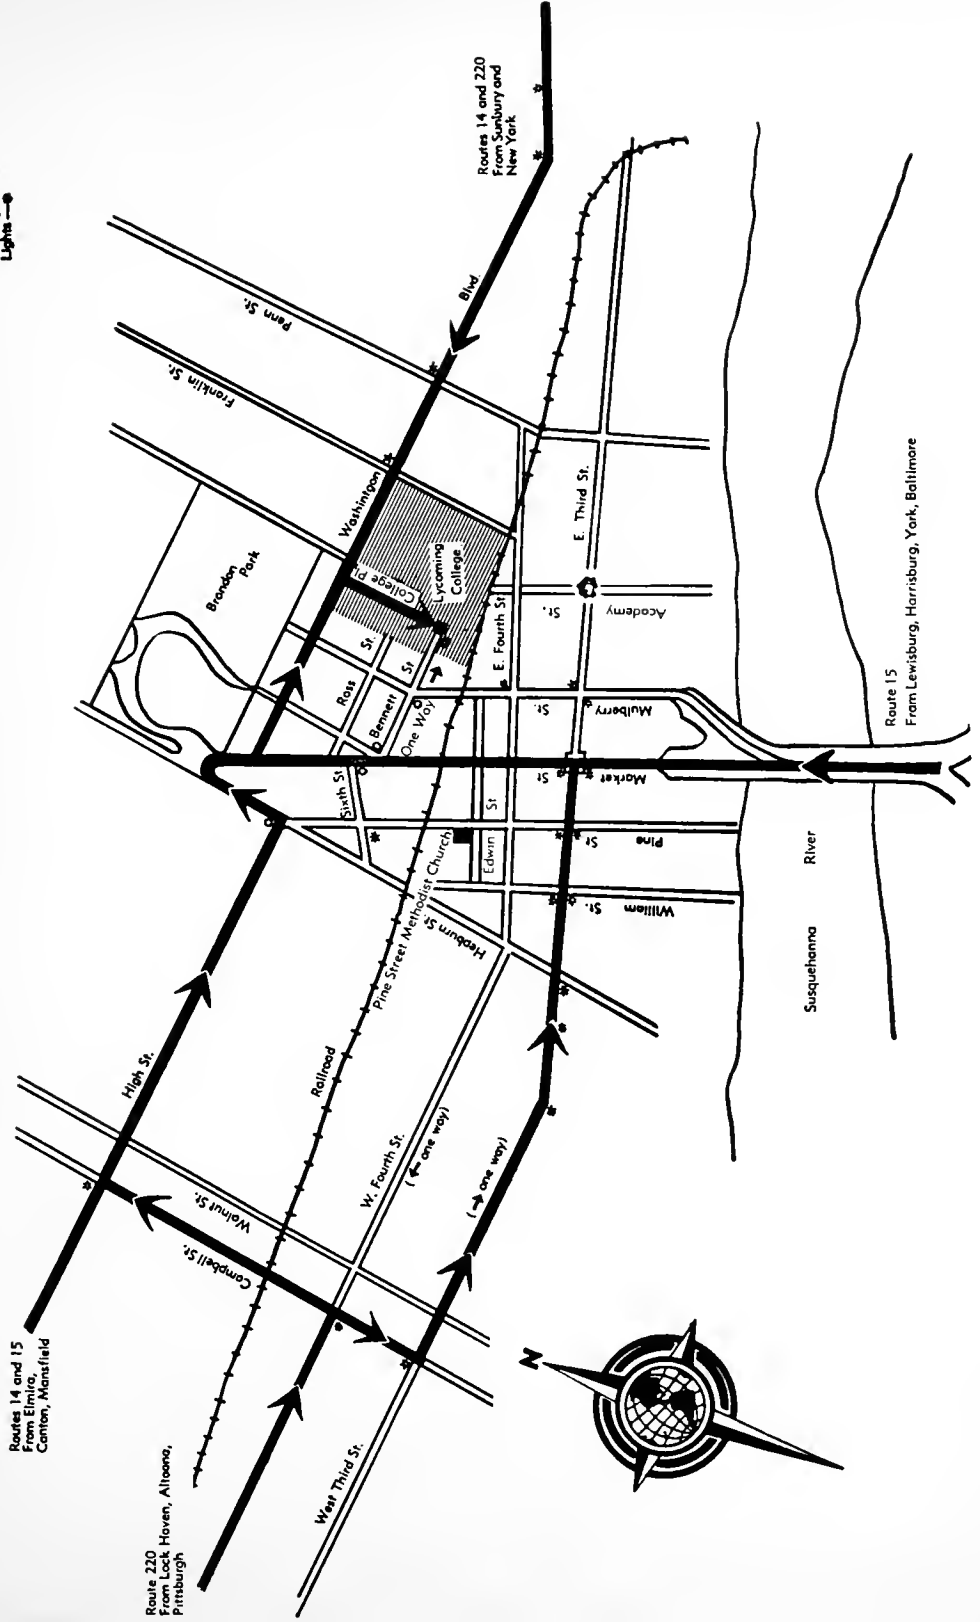 Lights —
Routes 14 and 220
From Sunbury and
New York
Penn St.
Franklin St.
Blvd.
Washington
Brandon
Park
College Pl.
Lycoming
College
E. Third St.
E. Fourth St.
Academy
St.
Ross
St.
Bennett
St
One Way
Mulberry
St.
Market
St
Sixth St
Edwin
St
Pine
St
William
St.
Hepburn St
Pine Street Methodist Church
Route 15
From Lewisburg, Harrisburg, York, Baltimore
Susquehanna
River
High St.
Railroad
W. Fourth St.
(← one way)
(→ one way)
Walnut St.
Campbell St.
West Third St.
Routes 14 and 15
From Elmira,
Canton, Mansfield
Route 220
From Lock Haven, Altoona,
Pittsburgh
N